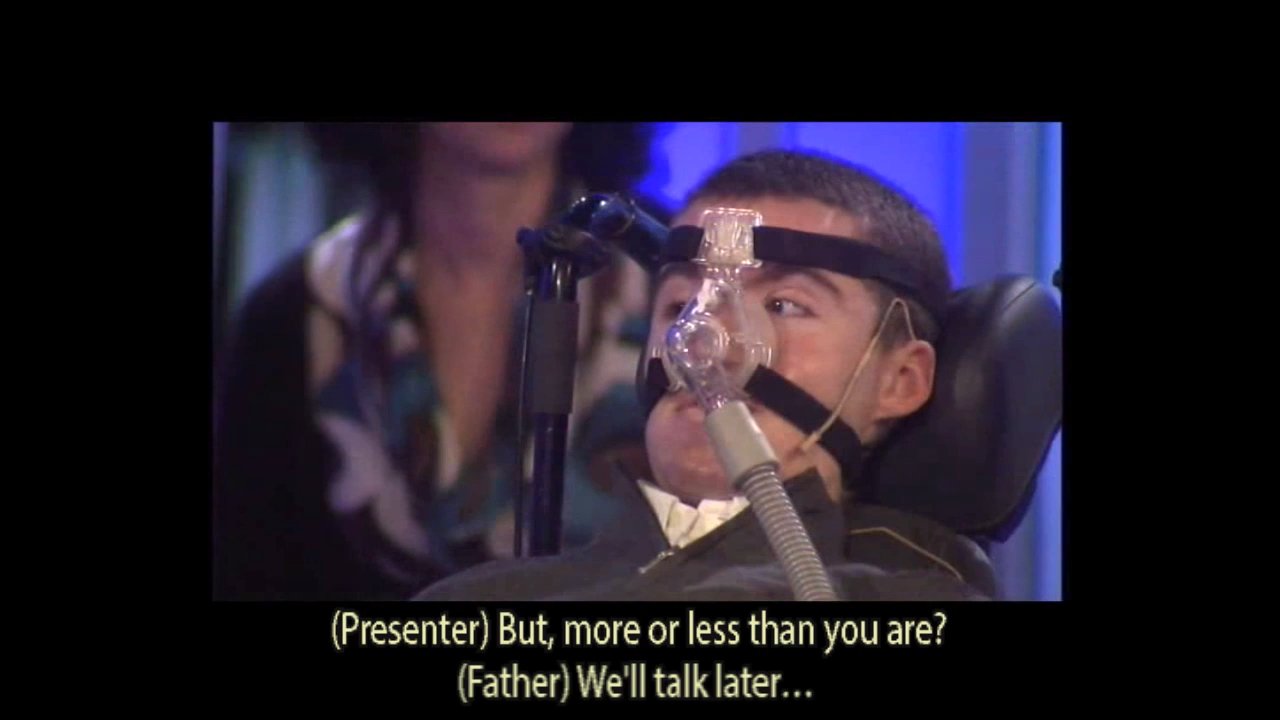 (Presenter) But, more or less than you are?
(Father) We'll talk later...